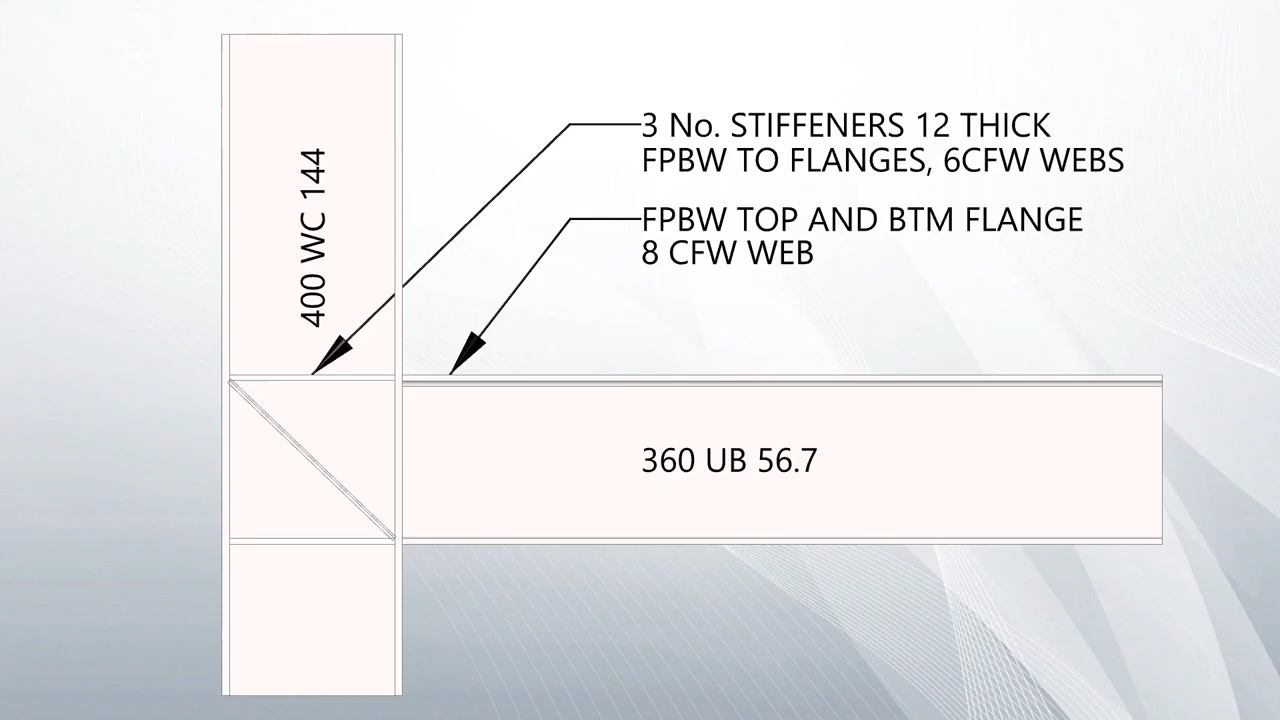 3 No. STIFFENERS 12 THICK
FPBW TO FLANGES, 6CFW WEBS
FPBW TOP AND BTM FLANGE
8 CFW WEB
400 WC 144
360 UB 56.7